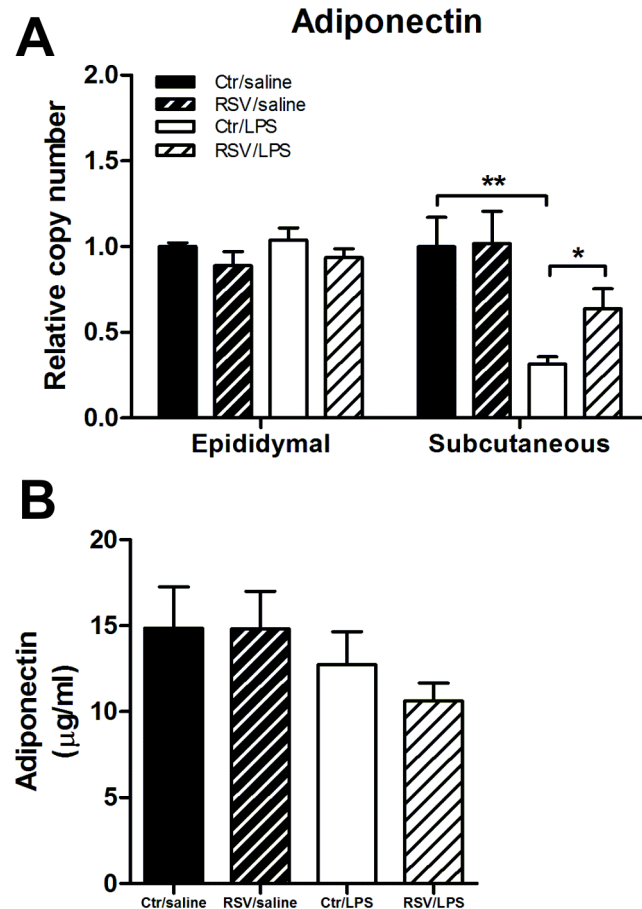 A
Adiponectin
Relative copy number
2.0
1.5
1.0
0.5
0.0
Ctr/saline
RSV/saline
Ctr/LPS
RSV/LPS
**
*
Epididymal
Subcutaneous
B
Adiponectin
(μg/ml)
20
15
10
5
0
Ctr/saline
RSV/saline
Ctr/LPS
RSV/LPS